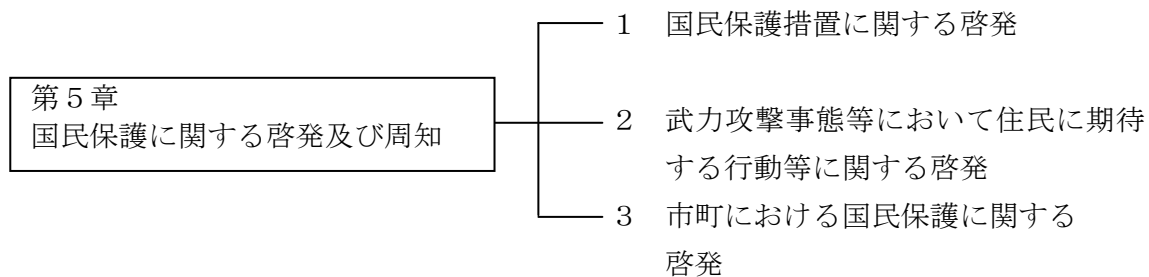 1 国民保護措置に関する啓発
第5章
国民保護に関する啓発及び周知
2 武力攻撃事態等において住民に期待
する行動等に関する啓発
3 市町における国民保護に関する
啓発